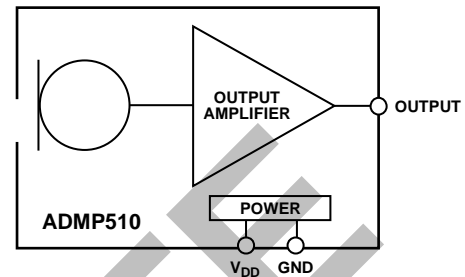 OUTPUT
AMPLIFIER
OUTPUT
POWER
ADMP510
VDD
GND